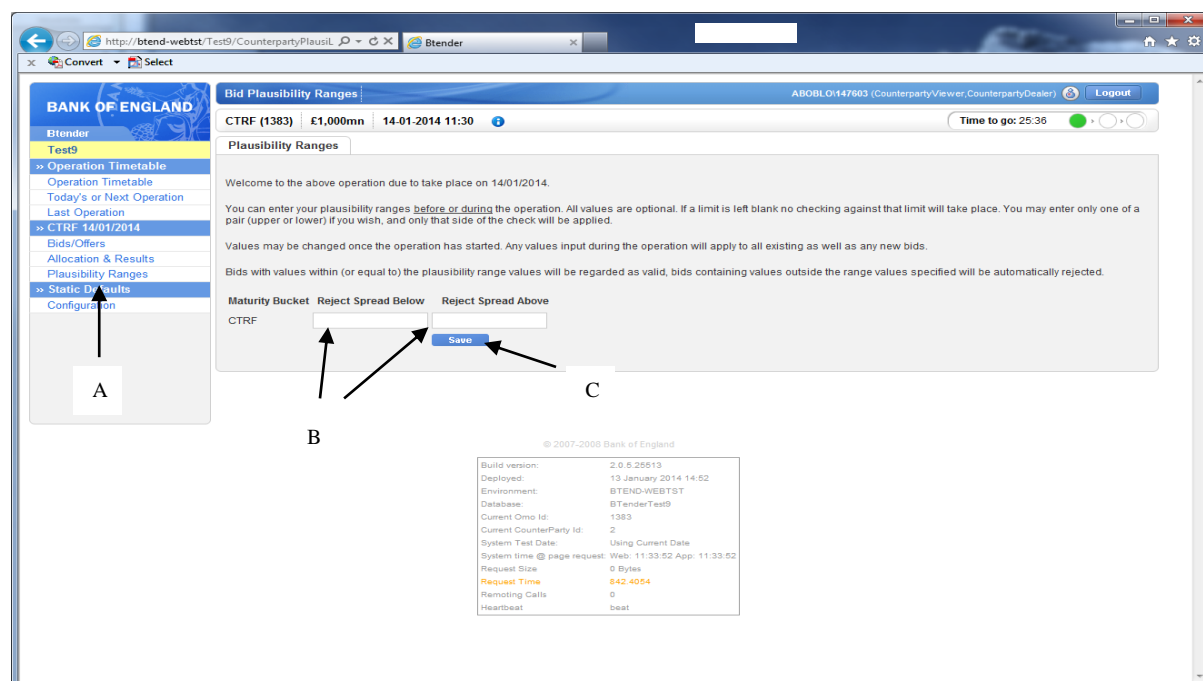 http://btend-webtst/Test9/CounterpartyPlausiL
Btender
x Convert Select
BANK OF ENGLAND
Btender
Test9
» Operation Timetable
Operation Timetable
Today's or Next Operation
Last Operation
» CTRF 14/01/2014
Bids/Offers
Allocation & Results
Plausibility Ranges
» Static Defaults
Configuration
A
Bid Plausibility Ranges
ABOBLO\147603 (CounterpartyViewer,CounterpartyDealer) Logout
CTRF (1383) £1,000mn 14-01-2014 11:30 Time to go: 25:36
Plausibility Ranges
Welcome to the above operation due to take place on 14/01/2014.
You can enter your plausibility ranges before or during the operation. All values are optional. If a limit is left blank no checking against that limit will take place. You may enter only one of a
pair (upper or lower) if you wish, and only that side of the check will be applied.
Values may be changed once the operation has started. Any values input during the operation will apply to all existing as well as any new bids.
Bids with values within (or equal to) the plausibility range values will be regarded as valid, bids containing values outside the range values specified will be automatically rejected.
Maturity Bucket Reject Spread Below Reject Spread Above
CTRF
Save
B
C
© 2007-2008 Bank of England
Build version: 2.0.5.25513
Deployed: 13 January 2014 14:52
Environment: BTEND-WEBTST
Database: BTenderTest9
Current Omo Id: 1383
Current CounterParty Id: 2
System Test Date: Using Current Date
System time @ page request: Web: 11:33:52 App: 11:33:52
Request Size 0 Bytes
Request Time 842.4054
Remoting Calls 0
Heartbeat beat